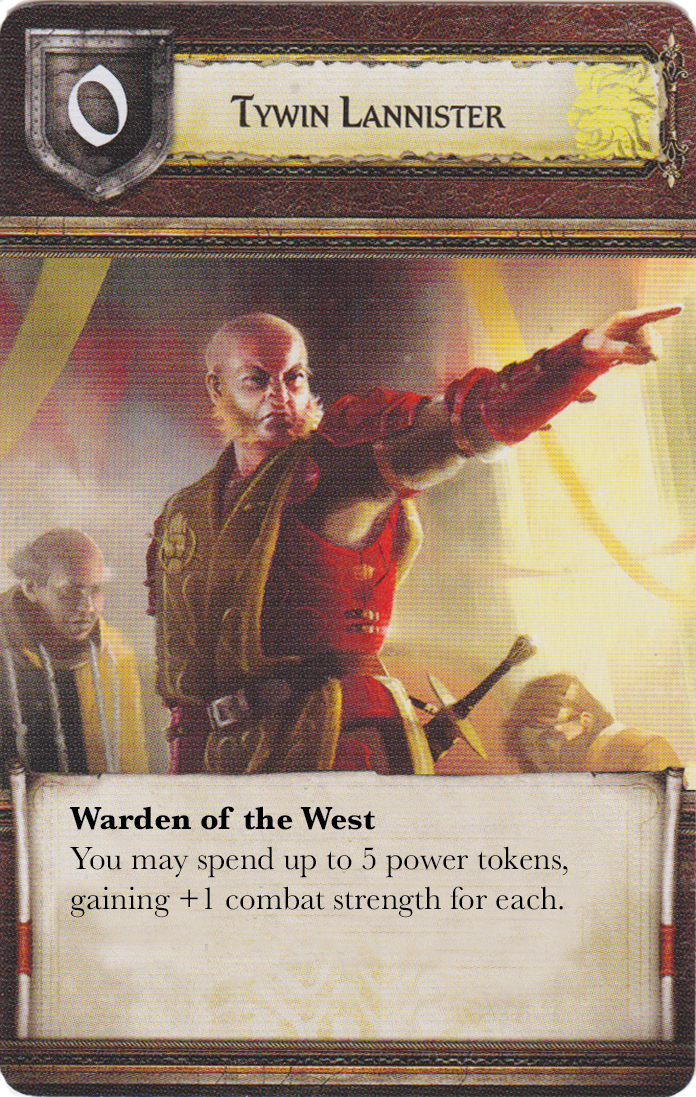 0
Tywin Lannister
Warden of the West
You may spend up to 5 power tokens,
gaining +1 combat strength for each.